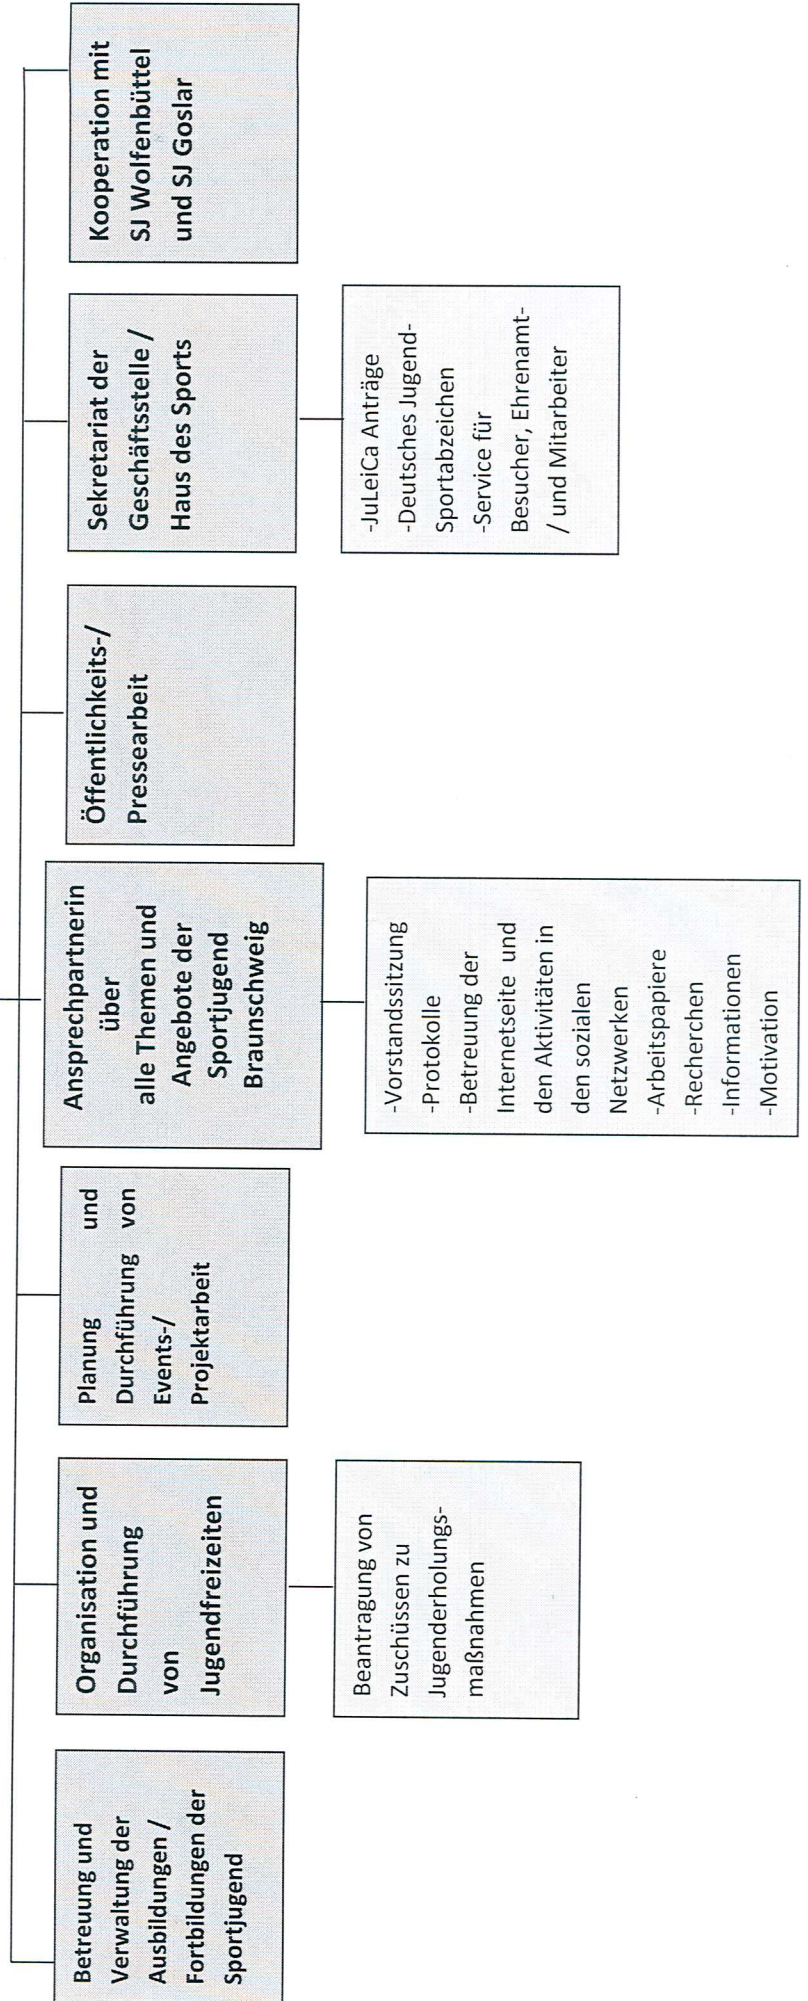 Betreuung und
Verwaltung der
Ausbildungen /
Fortbildungen der
Sportjugend
Organisation und
Durchführung
von
Jugendfreizeiten
Beantragung von
Zuschüssen zu
Jugenderholungs-
maßnahmen
Planung und
Durchführung von
Events-/
Projektarbeit
Ansprechpartnerin
über
alle Themen und
Angebote der
Sportjugend
Braunschweig
-Vorstandssitzung
-Protokolle
-Betreuung der
Internetseite und
den Aktivitäten in
den sozialen
Netzwerken
-Arbeitspapiere
-Recherchen
-Informationen
-Motivation
Öffentlichkeits-/
Pressearbeit
Sekretariat der
Geschäftsstelle /
Haus des Sports
-JuLeiCa Anträge
-Deutsches Jugend-
Sportabzeichen
-Service für
Besucher, Ehrenamt-
/ und Mitarbeiter
Kooperation mit
SJ Wolfenbüttel
und SJ Goslar